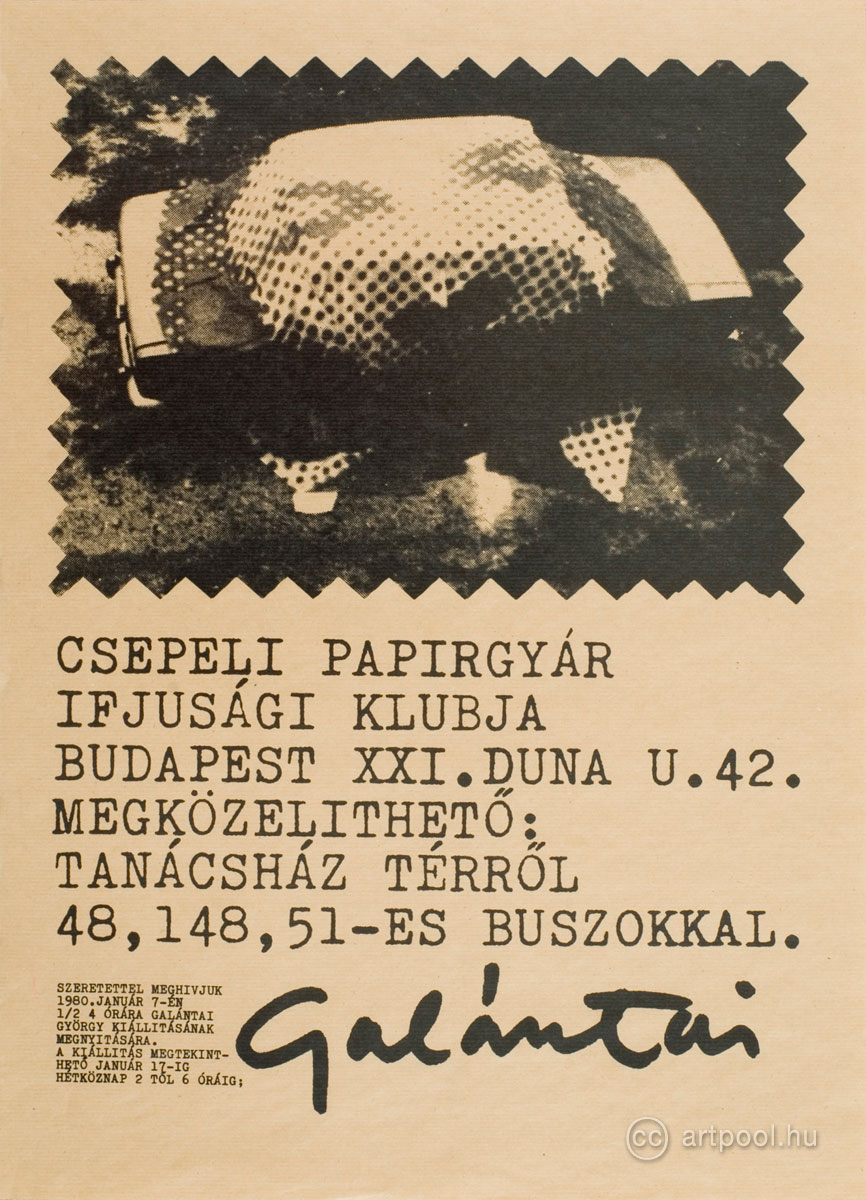 CSEPELI PAPIRGYÁR
IFJUSÁGI KLUBJA
BUDAPEST XXI.DUNA U.42.
MEGKÖZELITHETŐ:
TANÁCSHÁZ TÉRRŐL
48,148,51-ES BUSZOKKAL.
SZERETETTEL MEGHIVJUK
1980.JANUÁR 7-ÉN
1/2 4 ÓRÁRA GALÁNTAI
GYÖRGY KIÁLLITÁSÁNAK
MEGNYITÁSÁRA.
A KIÁLLITÁS MEGTEKINT-
HETŐ JANUÁR 17-IG
HÉTKÖZNAP 2 TŐL 6 ÓRÁIG;
Galántai
cc artpool.hu